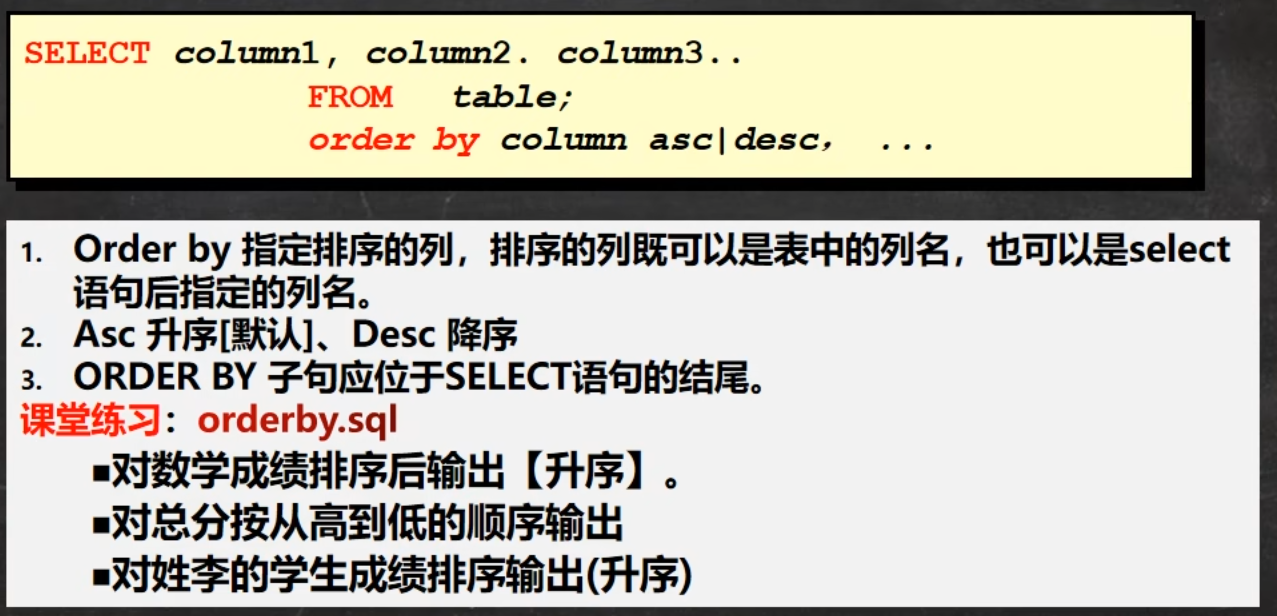 SELECT column1, column2. column3..
FROM table;
order by column asc|desc， ...
1. Order by 指定排序的列，排序的列既可以是表中的列名，也可以是select
语句后指定的列名。
2. Asc 升序[默认]、Desc 降序
3. ORDER BY 子句应位于SELECT语句的结尾。
课堂练习：orderby.sql
■对数学成绩排序后输出【升序】。
■对总分按从高到低的顺序输出
■对姓李的学生成绩排序输出(升序)